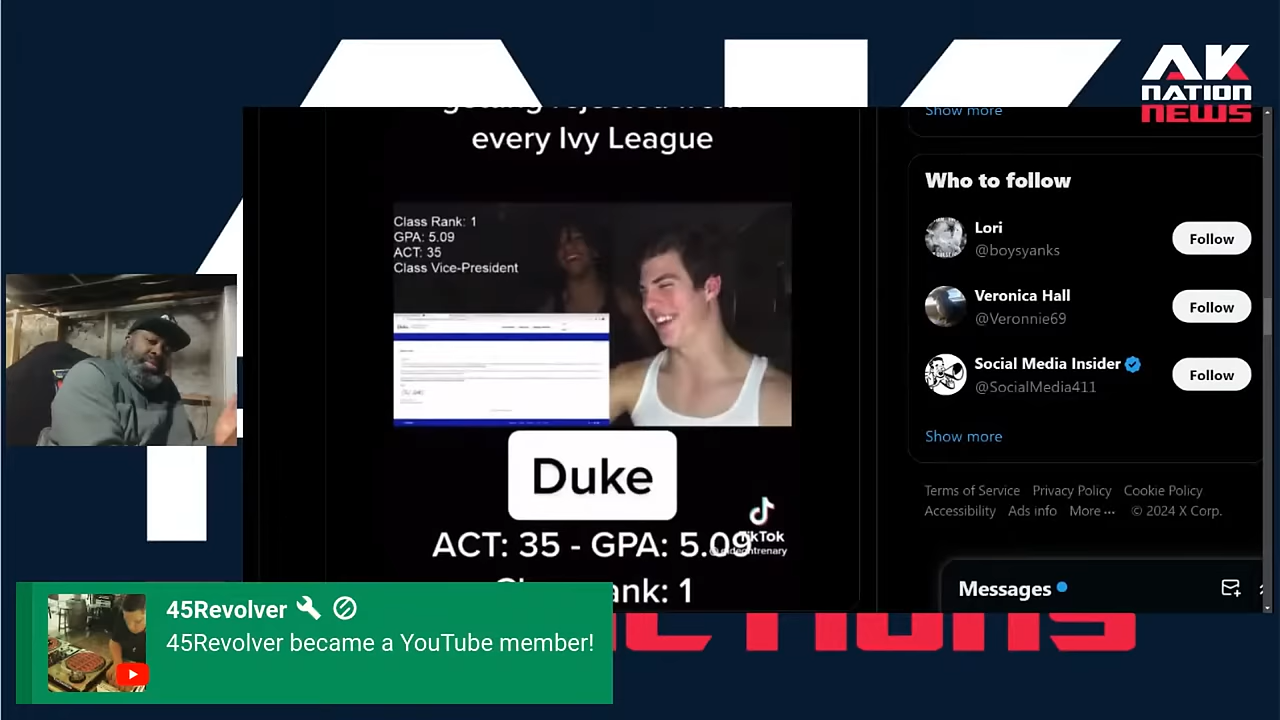 AK
NATION
NEWS
every Ivy League
Class Rank: 1
GPA: 5.09
ACT: 35
Class Vice-President
Duke
ACT: 35 - GPA: 5.09
TikTok
Rank: 1
Show more
Who to follow
Lori
@boysyanks
Follow
Veronica Hall
@Veronnie69
Follow
Social Media Insider
@SocialMedia411
Follow
Show more
Terms of Service Privacy Policy Cookie Policy
Accessibility Ads info More ··· © 2024 X Corp.
Messages
45Revolver
45Revolver became a YouTube member!